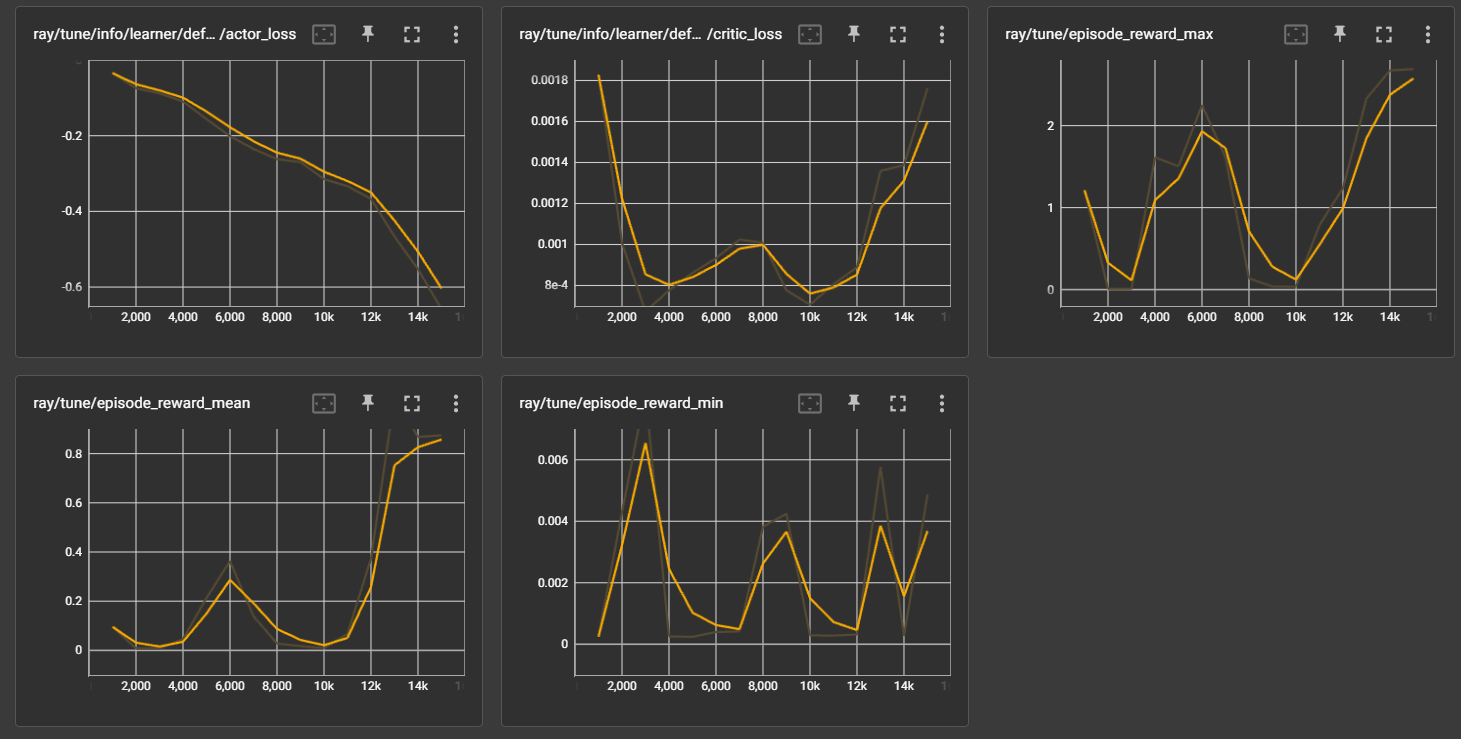 ray/tune/info/learner/def... /actor_loss
-0.2
-0.4
-0.6
2,000 4,000 6,000 8,000 10k 12k 14k
ray/tune/info/learner/def... /critic_loss
0.0018
0.0016
0.0014
0.0012
0.001
8e-4
2,000 4,000 6,000 8,000 10k 12k 14k
ray/tune/episode_reward_max
2
1
0
2,000 4,000 6,000 8,000 10k 12k 14k
ray/tune/episode_reward_mean
0.8
0.6
0.4
0.2
0
2,000 4,000 6,000 8,000 10k 12k 14k
ray/tune/episode_reward_min
0.006
0.004
0.002
0
2,000 4,000 6,000 8,000 10k 12k 14k